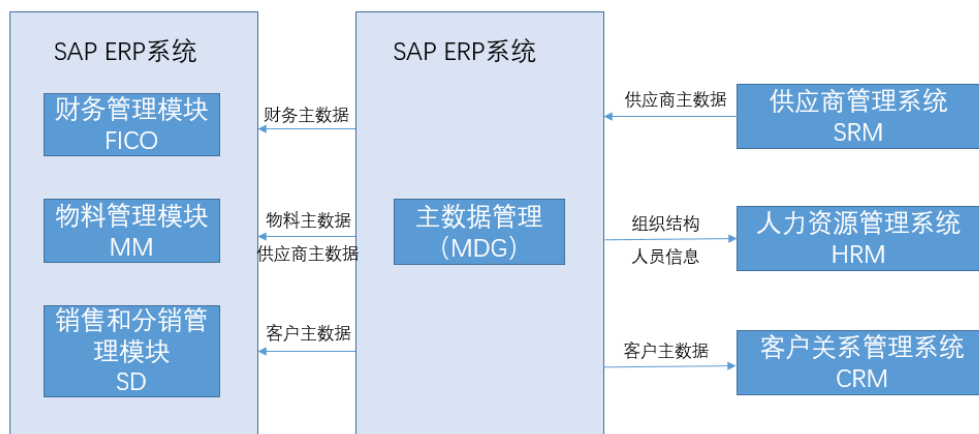 SAP ERP系统
财务管理模块
FICO
物料管理模块
MM
销售和分销管
理模块
SD
财务主数据
物料主数据
供应商主数据
客户主数据
SAP ERP系统
主数据管理
（MDG）
供应商主数据
组织结构
人员信息
客户主数据
供应商管理系统
SRM
人力资源管理系统
HRM
客户关系管理系统
CRM